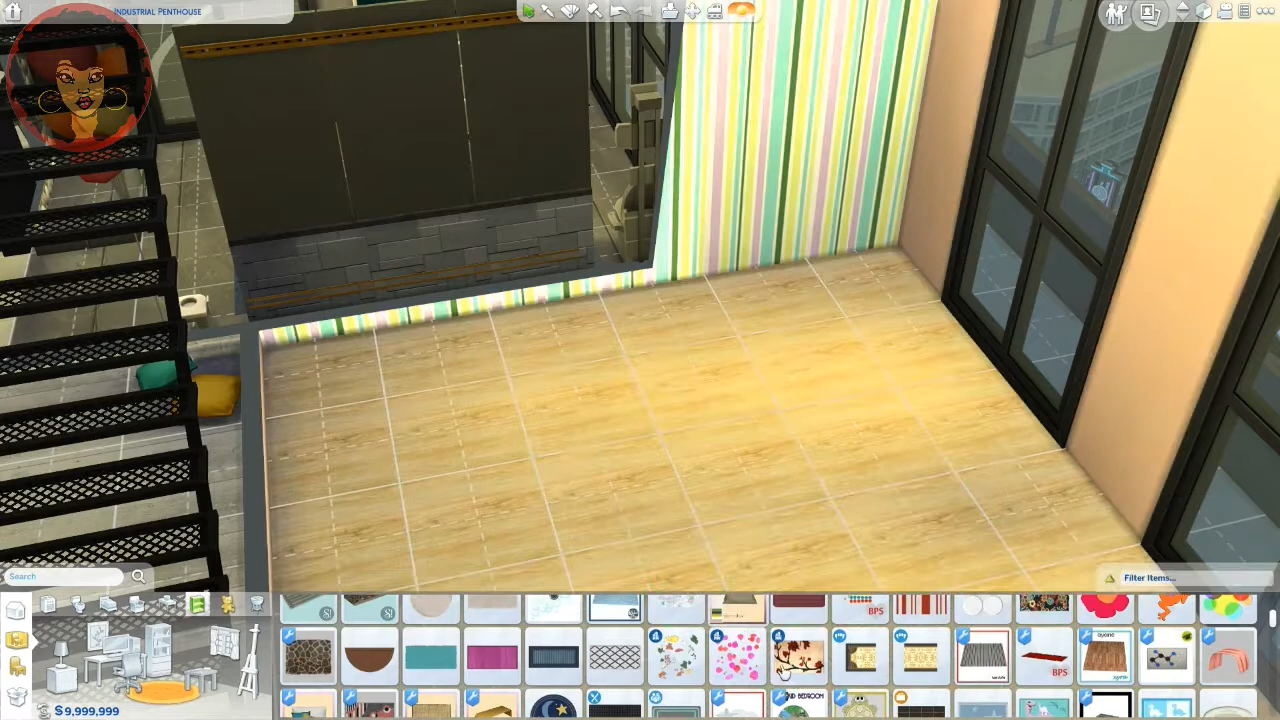 INDUSTRIAL PENTHOUSE
Search
Filter Items...
BPS
BPS
$9,999,999